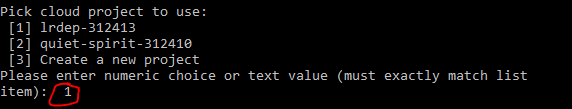 Pick cloud project to use:
[1] lrdep-312413
[2] quiet-spirit-312410
[3] Create a new project
Please enter numeric choice or text value (must exactly match list
item): 1